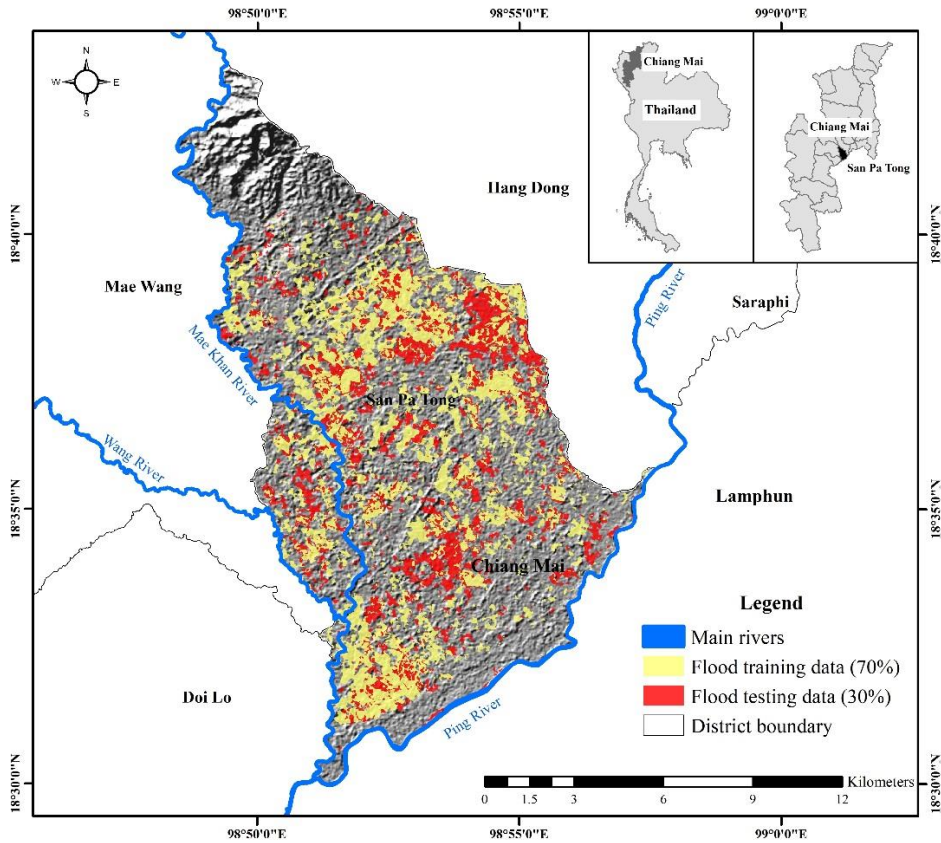 98°50'0"E
98°55'0"E
99°0'0"E
N
W
E
S
Chiang Mai
Thailand
Chiang Mai
San Pa Tong
Hang Dong
18°40'0"N
18°40'0"N
Mae Wang
Saraphi
Ping River
Mae Khan River
San Pa Tong
Wang River
18°35'0"N
18°35'0"N
Lamphun
Chiang Mai
Legend
Main rivers
Flood training data (70%)
Flood testing data (30%)
District boundary
Doi Lo
Ping River
18°30'0"N
18°30'0"N
Kilometers
0 1.5 3 6 9 12
98°50'0"E
98°55'0"E
99°0'0"E